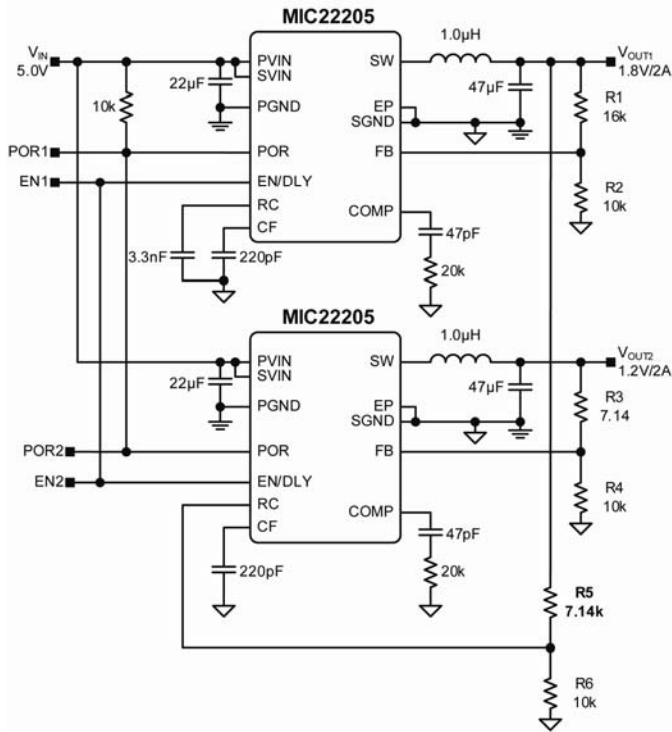 MIC22205
VIN
5.0V
10k
22µF
PVIN
SVIN
PGND
SW
1.0µH
47µF
VOUT1
1.8V/2A
R1
16k
EP
SGND
POR1
POR
FB
EN1
EN/DLY
R2
10k
RC
CF
COMP
3.3nF
220pF
47pF
20k
MIC22205
PVIN
SVIN
22µF
PGND
SW
1.0µH
47µF
VOUT2
1.2V/2A
R3
7.14
EP
SGND
POR2
POR
FB
EN2
EN/DLY
R4
10k
RC
CF
COMP
220pF
47pF
20k
R5
7.14k
R6
10k